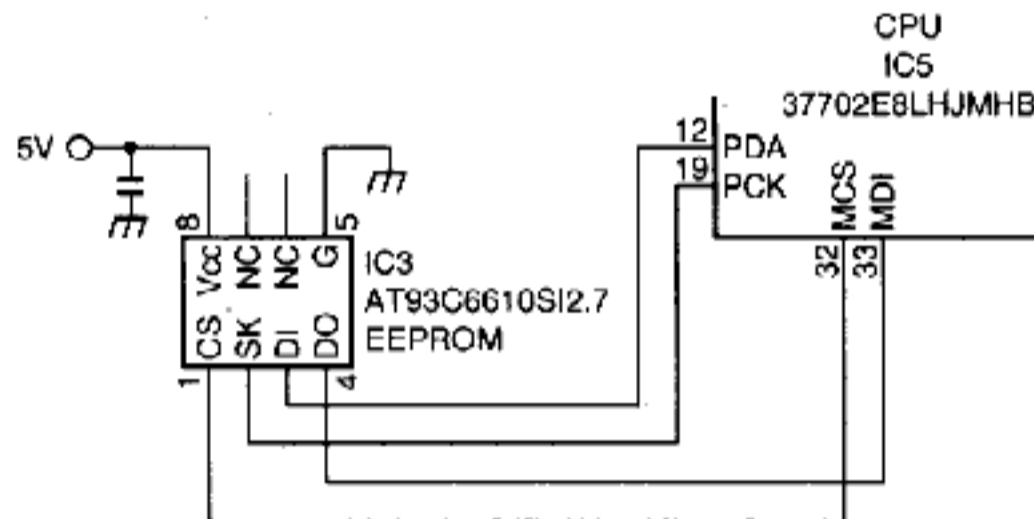 CPU
IC5
37702E8LHJMHB
5V
12 PDA
19 PCK
MCS
MDI
32
33
8
5
Vcc NC NC G
IC3
AT93C6610SI2.7
EEPROM
CS SK DI DO
1
4